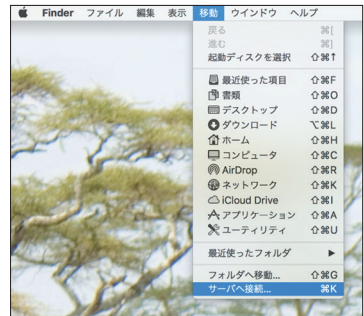 Finder ファイル 編集 表示 移動 ウインドウ ヘルプ
戻る ⌘[
進む ⌘]
起動ディスクを選択 ⇧⌘↑
最近使った項目 ⇧⌘F
書類 ⇧⌘O
デスクトップ ⇧⌘D
ダウンロード ⌥⌘L
ホーム ⇧⌘H
コンピュータ ⇧⌘C
AirDrop ⇧⌘R
ネットワーク ⇧⌘K
iCloud Drive ⇧⌘I
アプリケーション ⇧⌘A
ユーティリティ ⇧⌘U
最近使ったフォルダ ▶
フォルダへ移動... ⇧⌘G
サーバへ接続... ⌘K